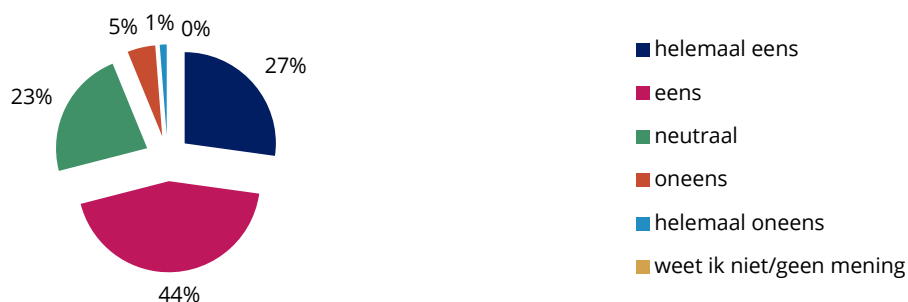 5% 1% 0%
27%
23%
44%
helemaal eens
eens
neutraal
oneens
helemaal oneens
weet ik niet/geen mening